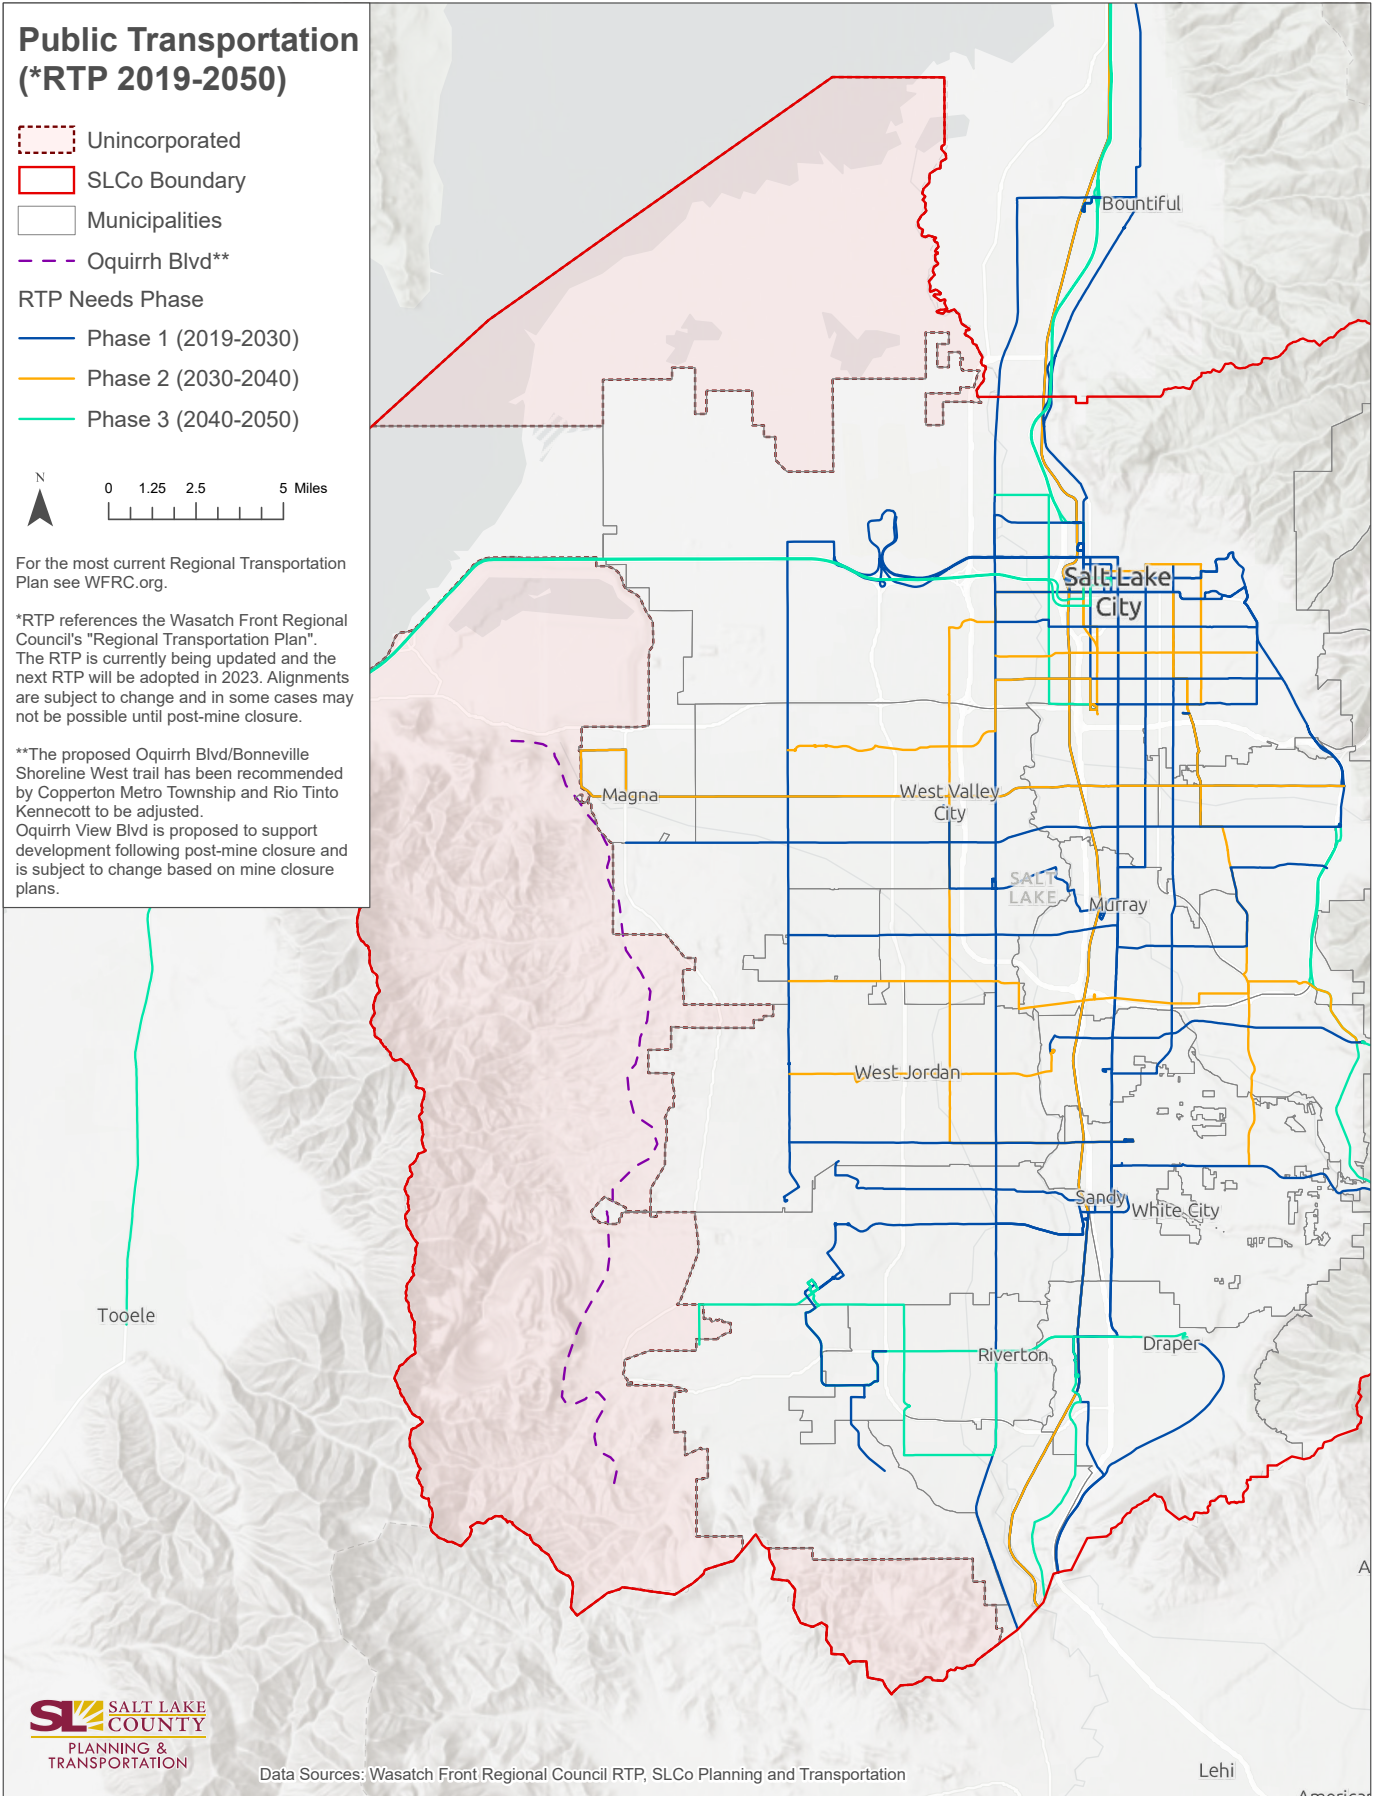 Public Transportation
(*RTP 2019-2050)
Unincorporated
SLCo Boundary
Municipalities
Oquirrh Blvd**
RTP Needs Phase
Phase 1 (2019-2030)
Phase 2 (2030-2040)
Phase 3 (2040-2050)
N
0 1.25 2.5 5 Miles
For the most current Regional Transportation
Plan see WFRC.org.
*RTP references the Wasatch Front Regional
Council's "Regional Transportation Plan".
The RTP is currently being updated and the
next RTP will be adopted in 2023. Alignments
are subject to change and in some cases may
not be possible until post-mine closure.
**The proposed Oquirrh Blvd/Bonneville
Shoreline West trail has been recommended
by Copperton Metro Township and Rio Tinto
Kennecott to be adjusted.
Oquirrh View Blvd is proposed to support
development following post-mine closure and
is subject to change based on mine closure
plans.
Bountiful
Salt Lake
City
Magna
West Valley
City
SALT
LAKE
Murray
West Jordan
Sandy
White City
Tooele
Riverton
Draper
A
Lehi
American
SL SALT LAKE
COUNTY
PLANNING &
TRANSPORTATION
Data Sources: Wasatch Front Regional Council RTP, SLCo Planning and Transportation